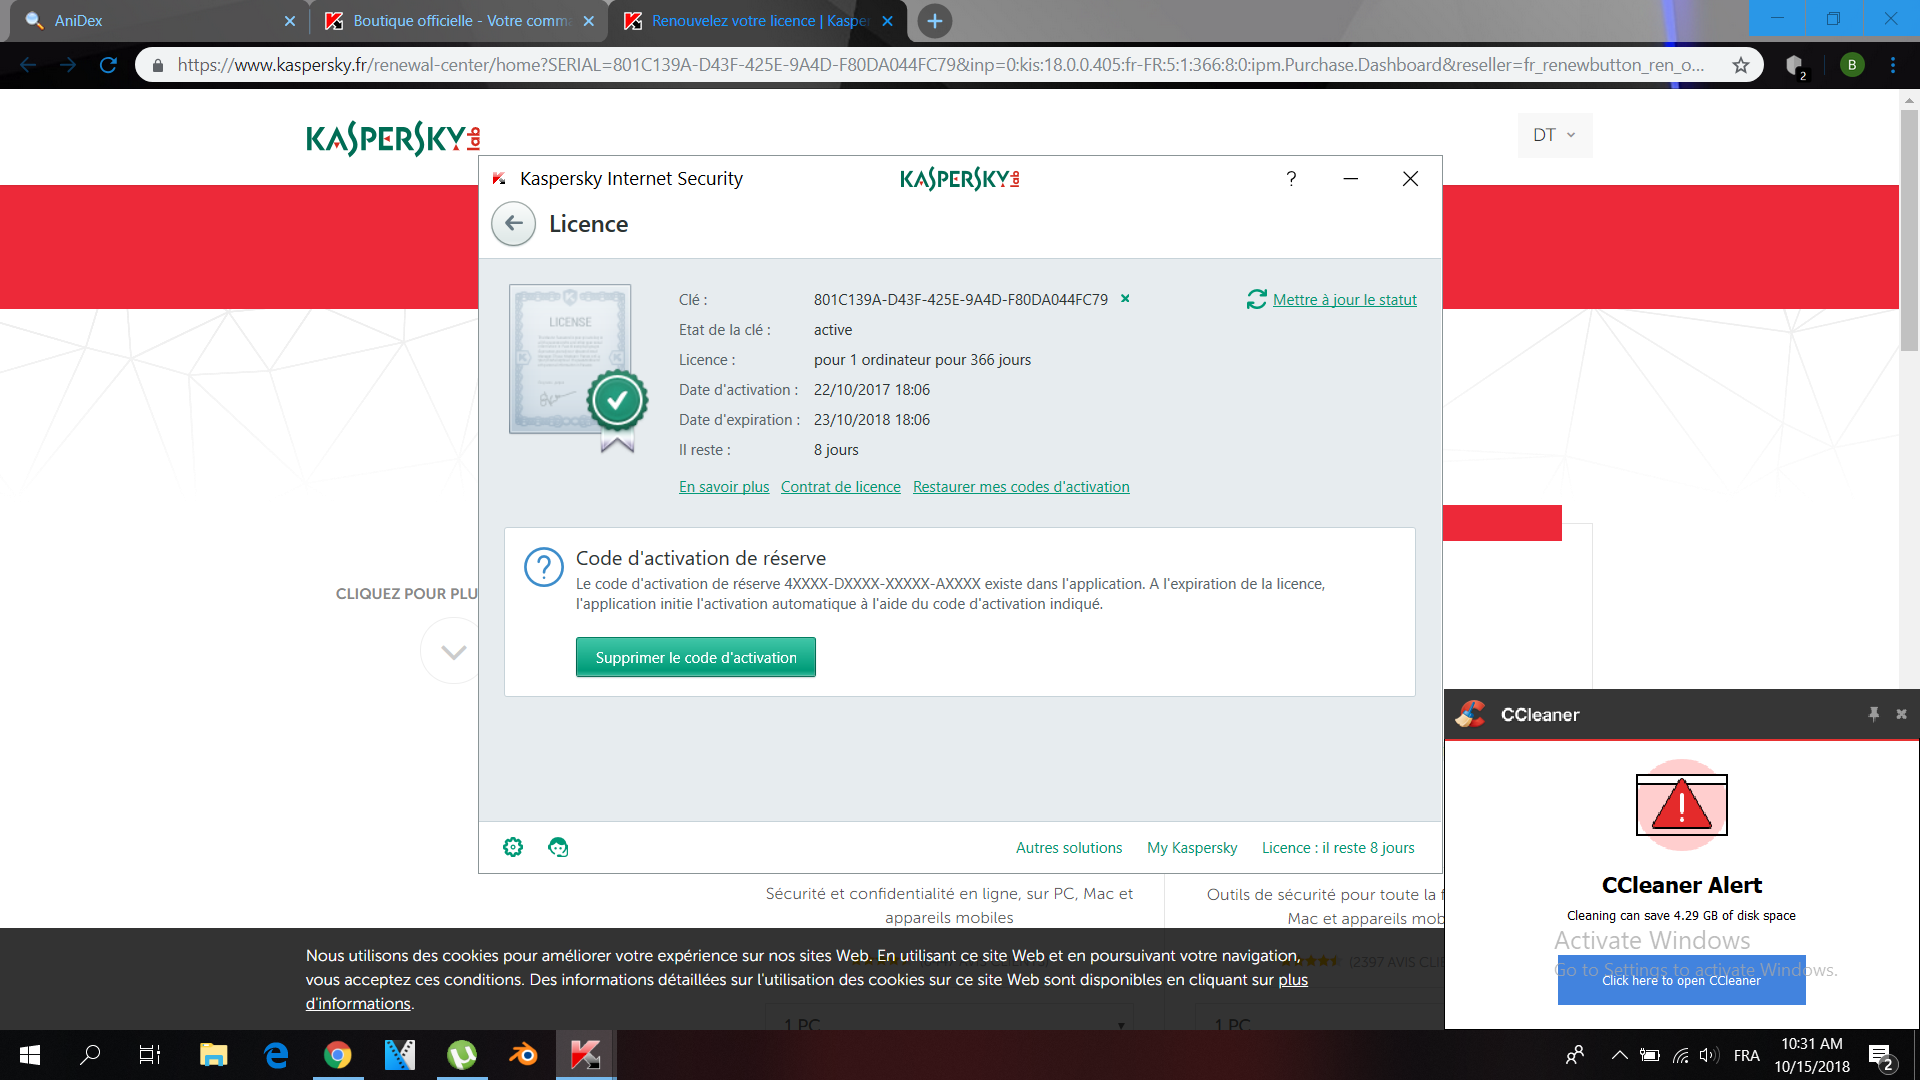 AniDex
Boutique officielle - Votre comm
Renouvelez votre licence | Kaspe
https://www.kaspersky.fr/renewal-center/home?SERIAL=801C139A-D43F-425E-9A4D-F80DA044FC79&inp=0:kis:18.0.0.405:fr-FR:5:1:366:8:0:ipm.Purchase.Dashboard&reseller=fr_renewbutton_ren_o...
2
B
KASPERSKY lab
DT
Kaspersky Internet Security
KASPERSKY lab
?
Licence
LICENSE
Clé : 801C139A-D43F-425E-9A4D-F80DA044FC79
Mettre à jour le statut
Etat de la clé : active
Licence : pour 1 ordinateur pour 366 jours
Date d'activation : 22/10/2017 18:06
Date d'expiration : 23/10/2018 18:06
Il reste : 8 jours
En savoir plus Contrat de licence Restaurer mes codes d'activation
Code d'activation de réserve
Le code d'activation de réserve 4XXXX-DXXXX-XXXXX-AXXXX existe dans l'application. A l'expiration de la licence,
l'application initie l'activation automatique à l'aide du code d'activation indiqué.
Supprimer le code d'activation
CLIQUEZ POUR PLU
Autres solutions My Kaspersky Licence : il reste 8 jours
Sécurité et confidentialité en ligne, sur PC, Mac et
appareils mobiles
Outils de sécurité pour toute la f
Mac et appareils mob
CCleaner
CCleaner Alert
Cleaning can save 4.29 GB of disk space
Activate Windows
Go to Settings to activate Windows.
Click here to open CCleaner
Nous utilisons des cookies pour améliorer votre expérience sur nos sites Web. En utilisant ce site Web et en poursuivant votre navigation,
vous acceptez ces conditions. Des informations détaillées sur l'utilisation des cookies sur ce site Web sont disponibles en cliquant sur plus
d'informations.
(2397 AVIS CLIE
1 PC
1 PC
FRA
10:31 AM
10/15/2018
2